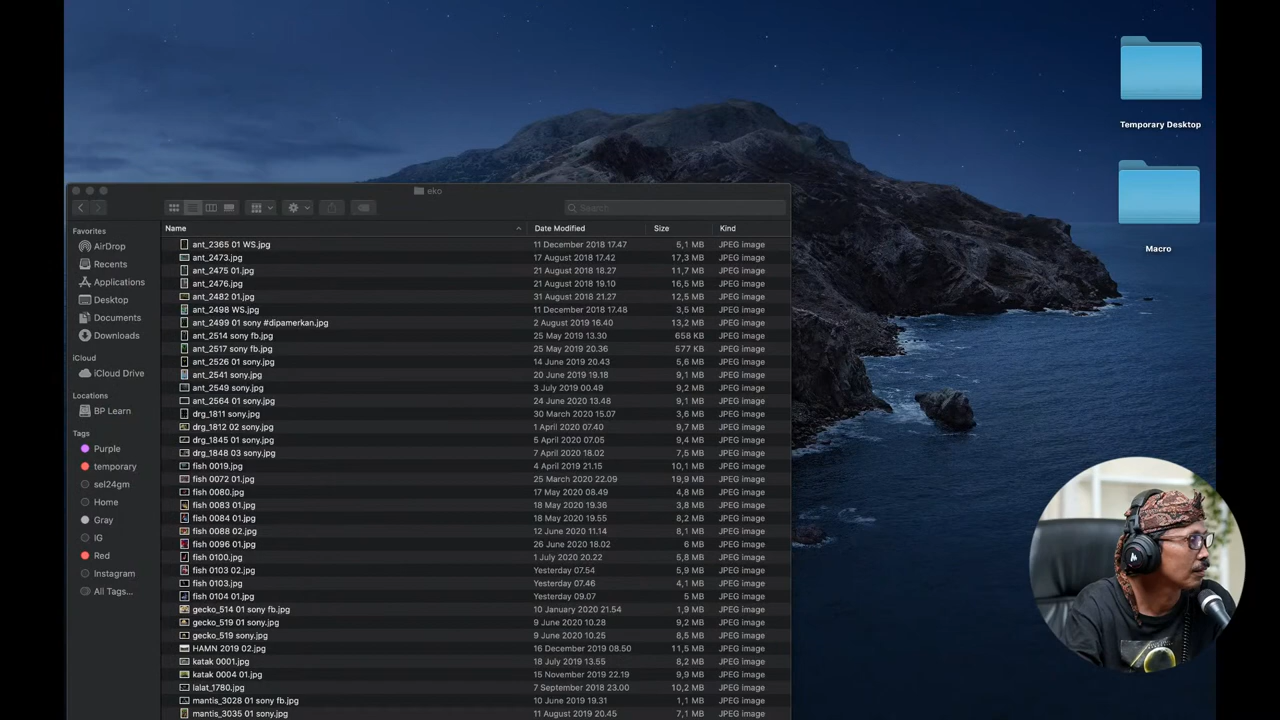 Temporary Desktop
Macro
eko
Search
Favorites
AirDrop
Recents
Applications
Desktop
Documents
Downloads
iCloud
iCloud Drive
Locations
BP Learn
Tags
Purple
temporary
sel24gm
Home
Gray
IG
Red
Instagram
All Tags...
Name Date Modified Size Kind
ant_2365 01 WS.jpg 11 December 2018 17.47 5,1 MB JPEG image
ant_2473.jpg 17 August 2018 17.42 17,3 MB JPEG image
ant_2475 01.jpg 21 August 2018 18.27 11,7 MB JPEG image
ant_2476.jpg 21 August 2018 19.10 16,5 MB JPEG image
ant_2482 01.jpg 31 August 2018 21.27 12,5 MB JPEG image
ant_2498 WS.jpg 11 December 2018 17.48 3,5 MB JPEG image
ant_2499 01 sony #dipamerkan.jpg 2 August 2019 16.40 13,2 MB JPEG image
ant_2514 sony fb.jpg 25 May 2019 13.30 658 KB JPEG image
ant_2517 sony fb.jpg 25 May 2019 20.36 577 KB JPEG image
ant_2526 01 sony.jpg 14 June 2019 20.43 5,6 MB JPEG image
ant_2541 sony.jpg 20 June 2019 19.18 9,1 MB JPEG image
ant_2549 sony.jpg 3 July 2019 00.49 9,2 MB JPEG image
ant_2564 01 sony.jpg 24 June 2020 13.48 9,1 MB JPEG image
drg_1811 sony.jpg 30 March 2020 15.07 3,6 MB JPEG image
drg_1812 02 sony.jpg 1 April 2020 07.40 9,7 MB JPEG image
drg_1845 01 sony.jpg 5 April 2020 07.05 9,4 MB JPEG image
drg_1848 03 sony.jpg 7 April 2020 18.02 7,5 MB JPEG image
fish 0019.jpg 4 April 2019 21.15 10,1 MB JPEG image
fish 0072 01.jpg 25 March 2020 22.09 19,9 MB JPEG image
fish 0080.jpg 17 May 2020 08.49 4,8 MB JPEG image
fish 0083 01.jpg 18 May 2020 19.36 3,8 MB JPEG image
fish 0084 01.jpg 18 May 2020 19.55 8,2 MB JPEG image
fish 0088 02.jpg 12 June 2020 11.14 8,1 MB JPEG image
fish 0096 01.jpg 26 June 2020 18.02 6 MB JPEG image
fish 0100.jpg 1 July 2020 20.22 5,8 MB JPEG image
fish 0103 02.jpg Yesterday 07.54 5,9 MB JPEG image
fish 0103.jpg Yesterday 07.46 4,1 MB JPEG image
fish 0104 01.jpg Yesterday 09.07 5 MB JPEG image
gecko_514 01 sony fb.jpg 10 January 2020 21.54 1,9 MB JPEG image
gecko_519 01 sony.jpg 9 June 2020 10.28 9,2 MB JPEG image
gecko_519 sony.jpg 9 June 2020 10.25 8,5 MB JPEG image
HAMN 2019 02.jpg 16 December 2019 08.50 11,5 MB JPEG image
katak 0001.jpg 18 July 2019 13.55 8,2 MB JPEG image
katak 0004 01.jpg 15 November 2019 22.19 9,9 MB JPEG image
lalat_1780.jpg 7 September 2018 23.00 10,2 MB JPEG image
mantis_3028 01 sony fb.jpg 10 June 2019 19.31 1,1 MB JPEG image
mantis_3035 01 sony.jpg 11 August 2019 20.45 7,1 MB JPEG image